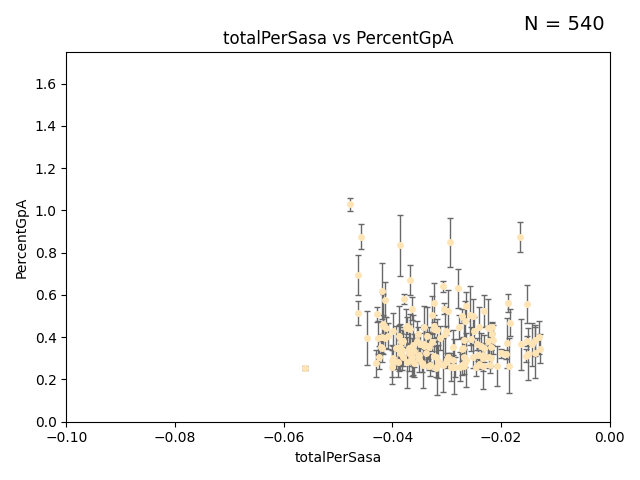 N = 540
totalPerSasa vs PercentGpA
PercentGpA
1.6
1.4
1.2
1.0
0.8
0.6
0.4
0.2
0.0
−0.10 −0.08 −0.06 −0.04 −0.02 0.00
totalPerSasa